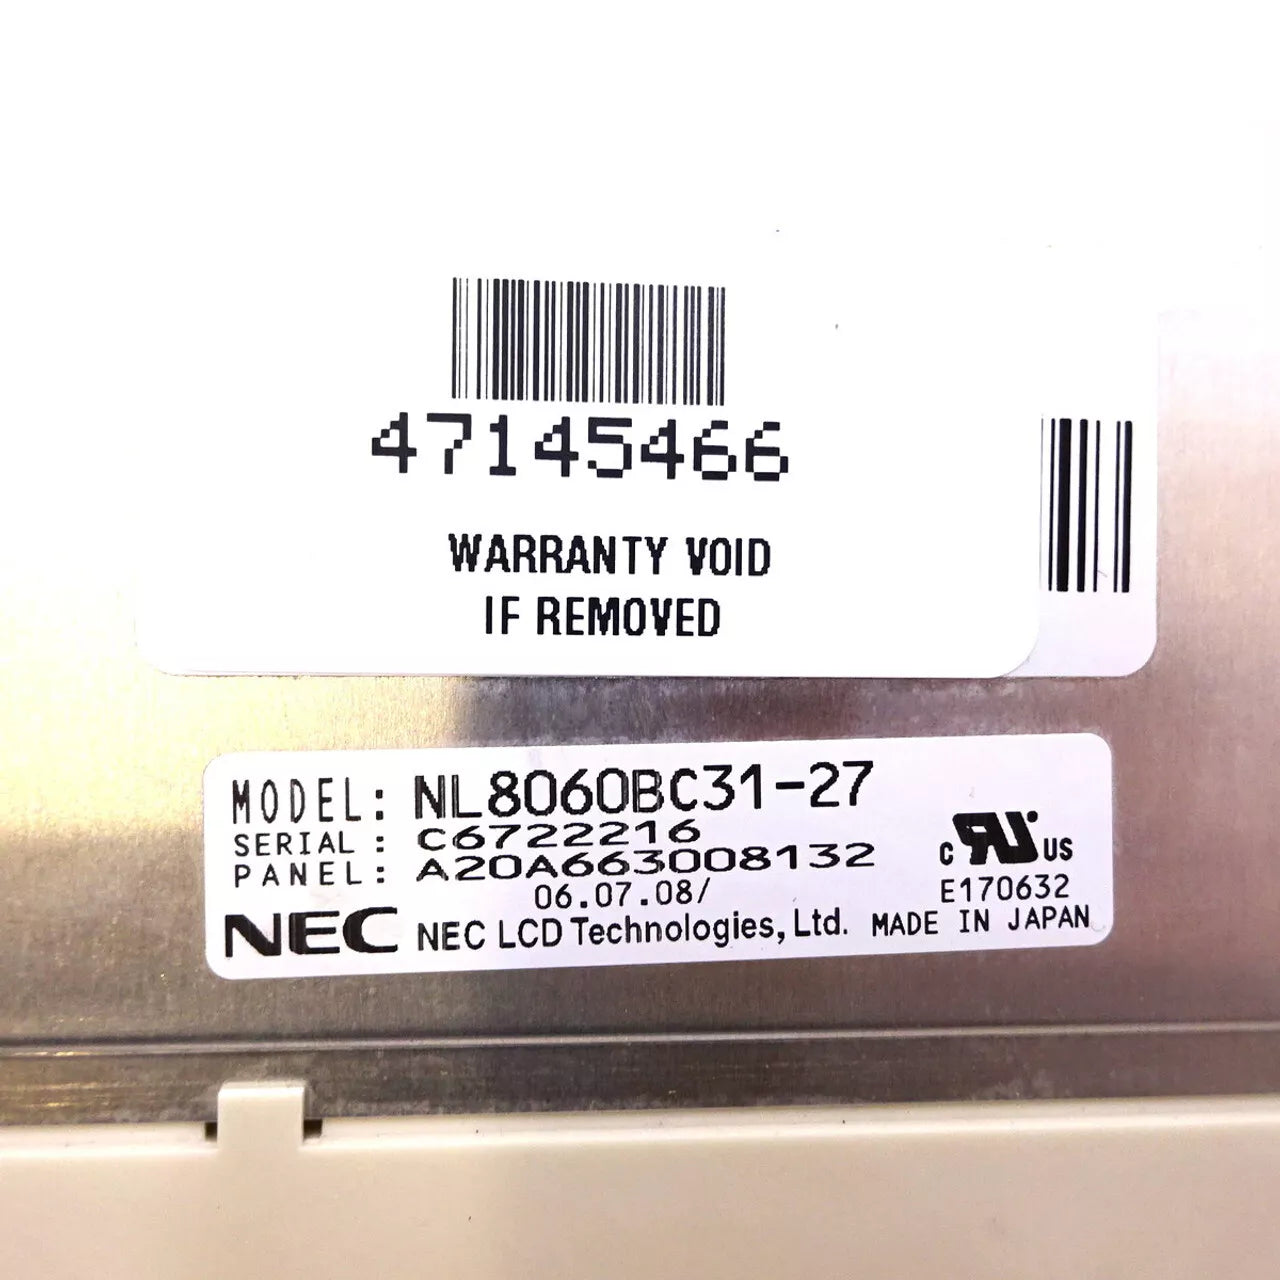 47145466
WARRANTY VOID
IF REMOVED
MODEL: NL8060BC31-27
SERIAL: C6722216
PANEL: A20A663008132
06.07.08/
c RU US
E170632
NEC NEC LCD Technologies, Ltd. MADE IN JAPAN